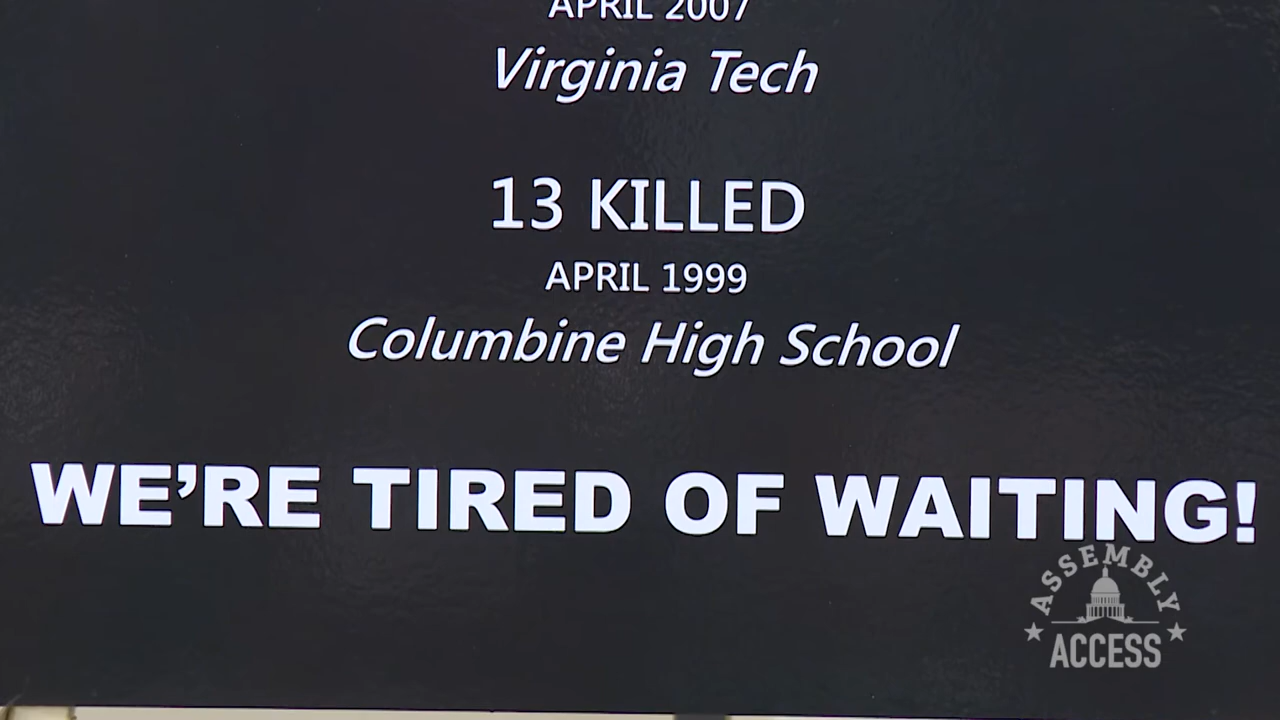 APRIL 2007
Virginia Tech
13 KILLED
APRIL 1999
Columbine High School
WE'RE TIRED OF WAITING!
ASSEMBLY
ACCESS